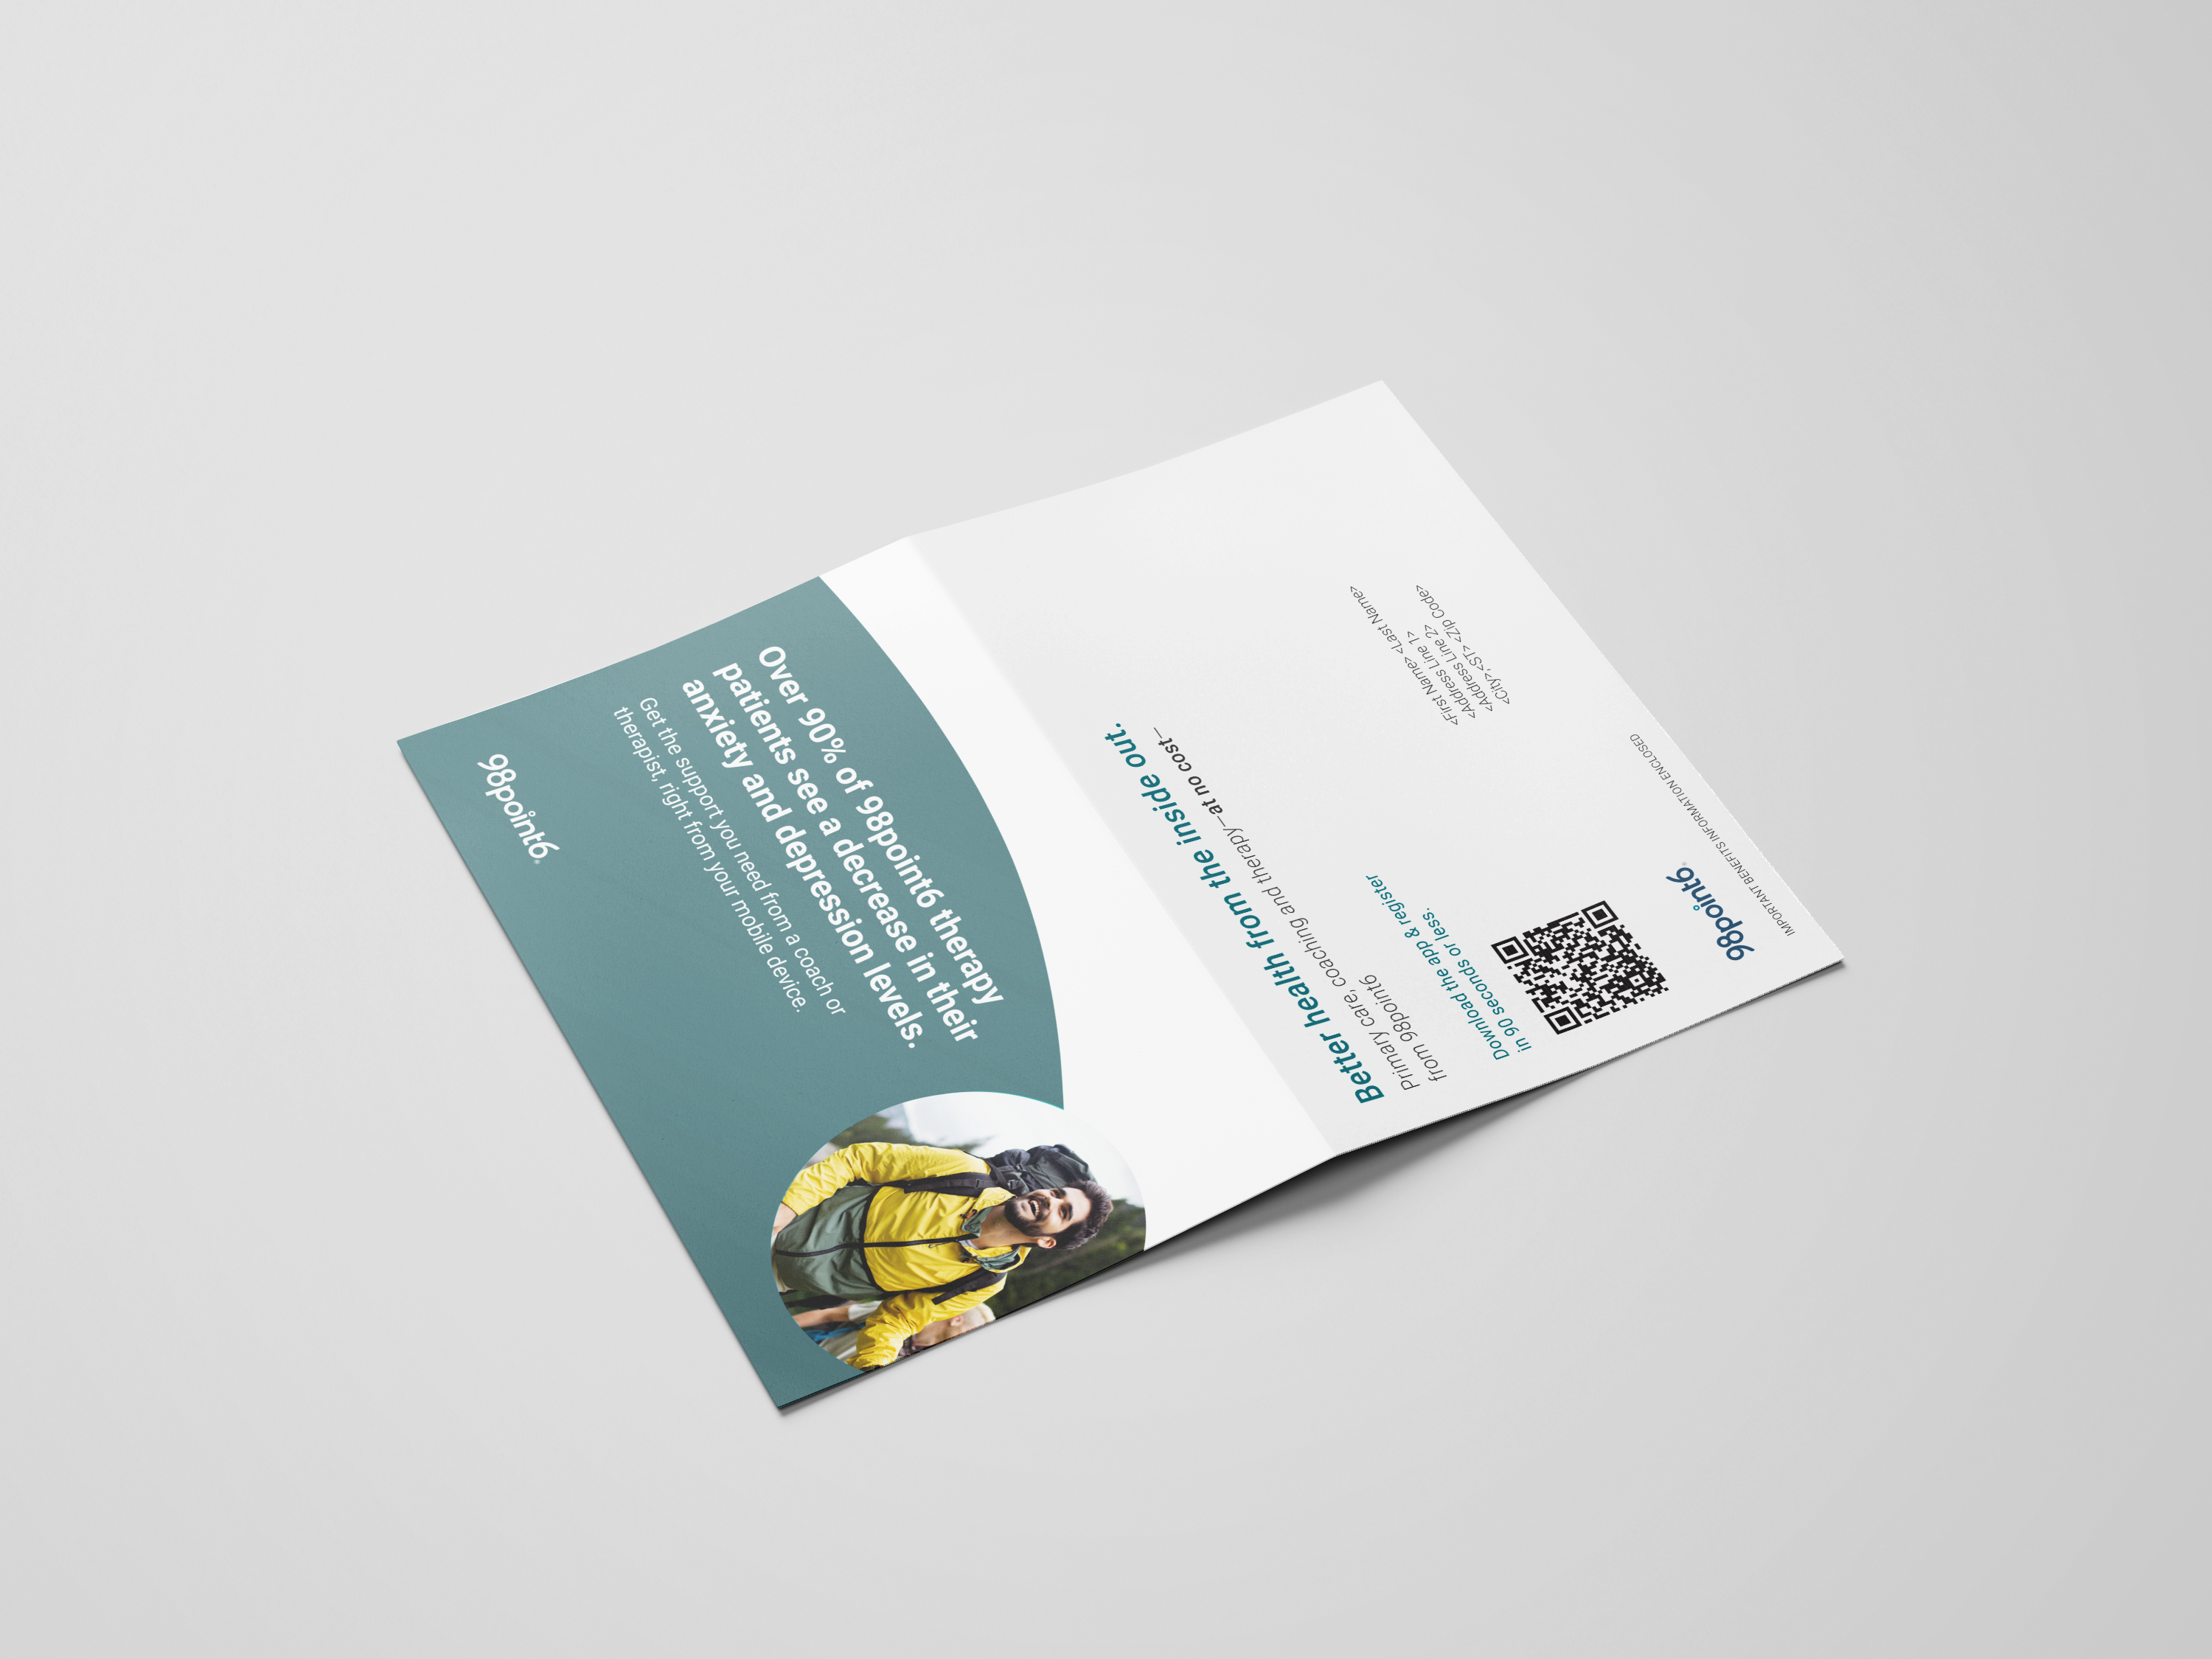 Over 90% of 98point6 therapy
patients see a decrease in their
anxiety and depression levels.
Get the support you need from a coach or
therapist, right from your mobile device.
98point6®
IMPORTANT BENEFITS INFORMATION ENCLOSED
98point6®
Download the app & register
in 90 seconds or less.
<First Name> <Last Name>
<Address Line 1>
<Address Line 2>
<City>,<ST> <Zip Code>
Better health from the inside out.
Primary care, coaching and therapy—at no cost—
from 98point6